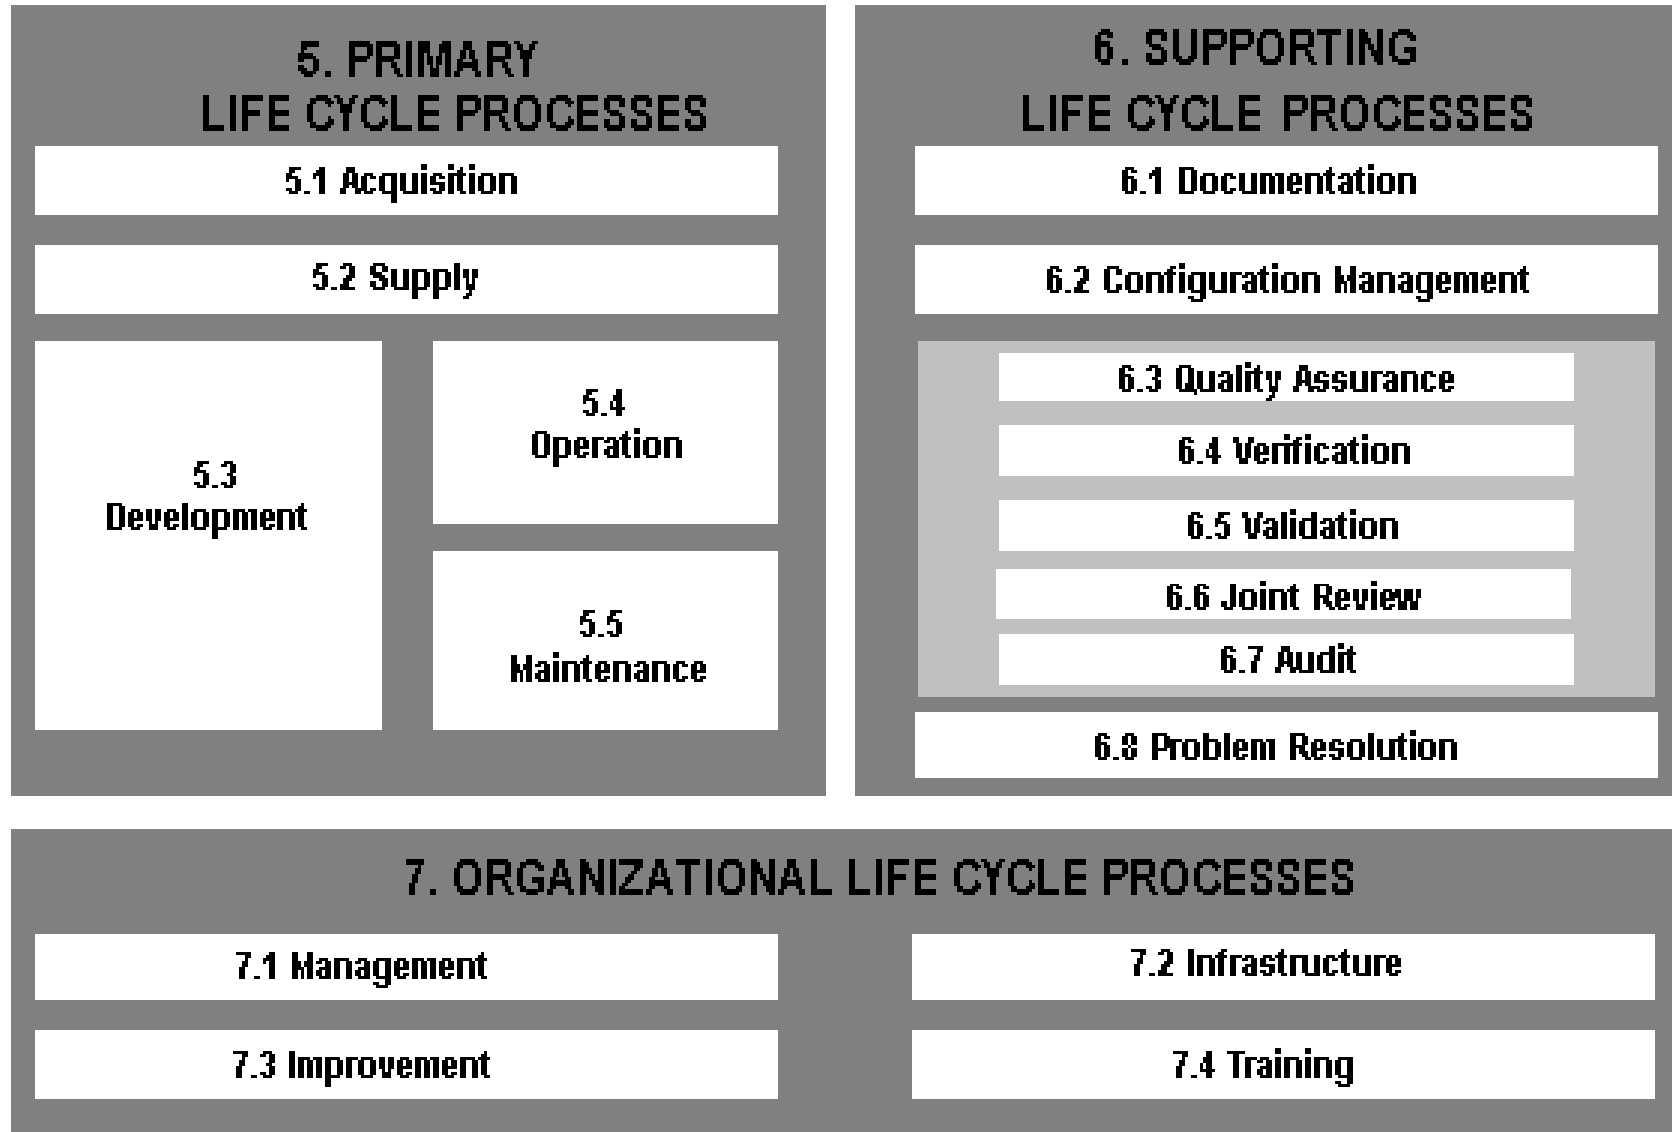 5. PRIMARY
LIFE CYCLE PROCESSES
5.1 Acquisition
5.2 Supply
5.3
Development
5.4
Operation
5.5
Maintenance
6. SUPPORTING
LIFE CYCLE PROCESSES
6.1 Documentation
6.2 Configuration Management
6.3 Quality Assurance
6.4 Verification
6.5 Validation
6.6 Joint Review
6.7 Audit
6.8 Problem Resolution
7. ORGANIZATIONAL LIFE CYCLE PROCESSES
7.1 Management
7.2 Infrastructure
7.3 Improvement
7.4 Training